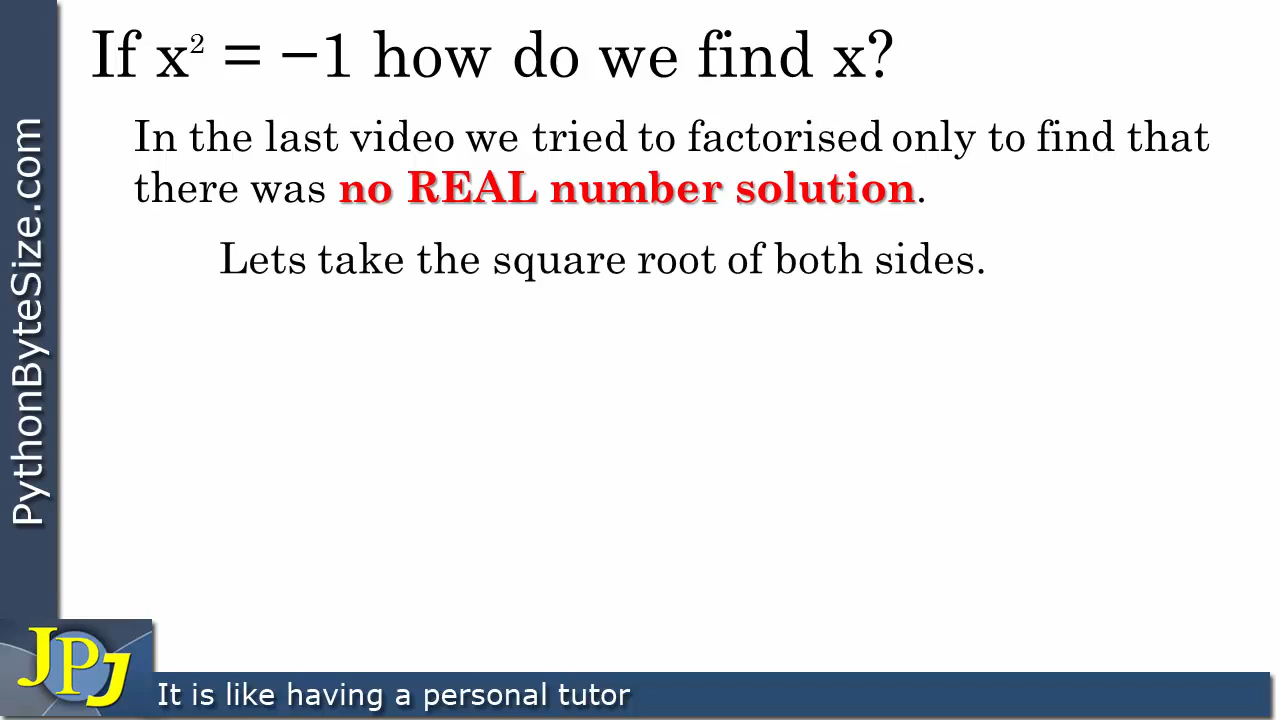 If x² = −1 how do we find x?
In the last video we tried to factorised only to find that
there was no REAL number solution.
Lets take the square root of both sides.
PythonByteSize.com
JPJ
It is like having a personal tutor